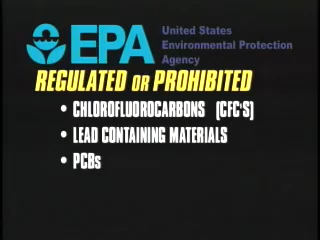 EPA
United States
Environmental Protection
Agency
REGULATED OR PROHIBITED
• CHLOROFLUOROCARBONS (CFC'S)
• LEAD CONTAINING MATERIALS
• PCBs